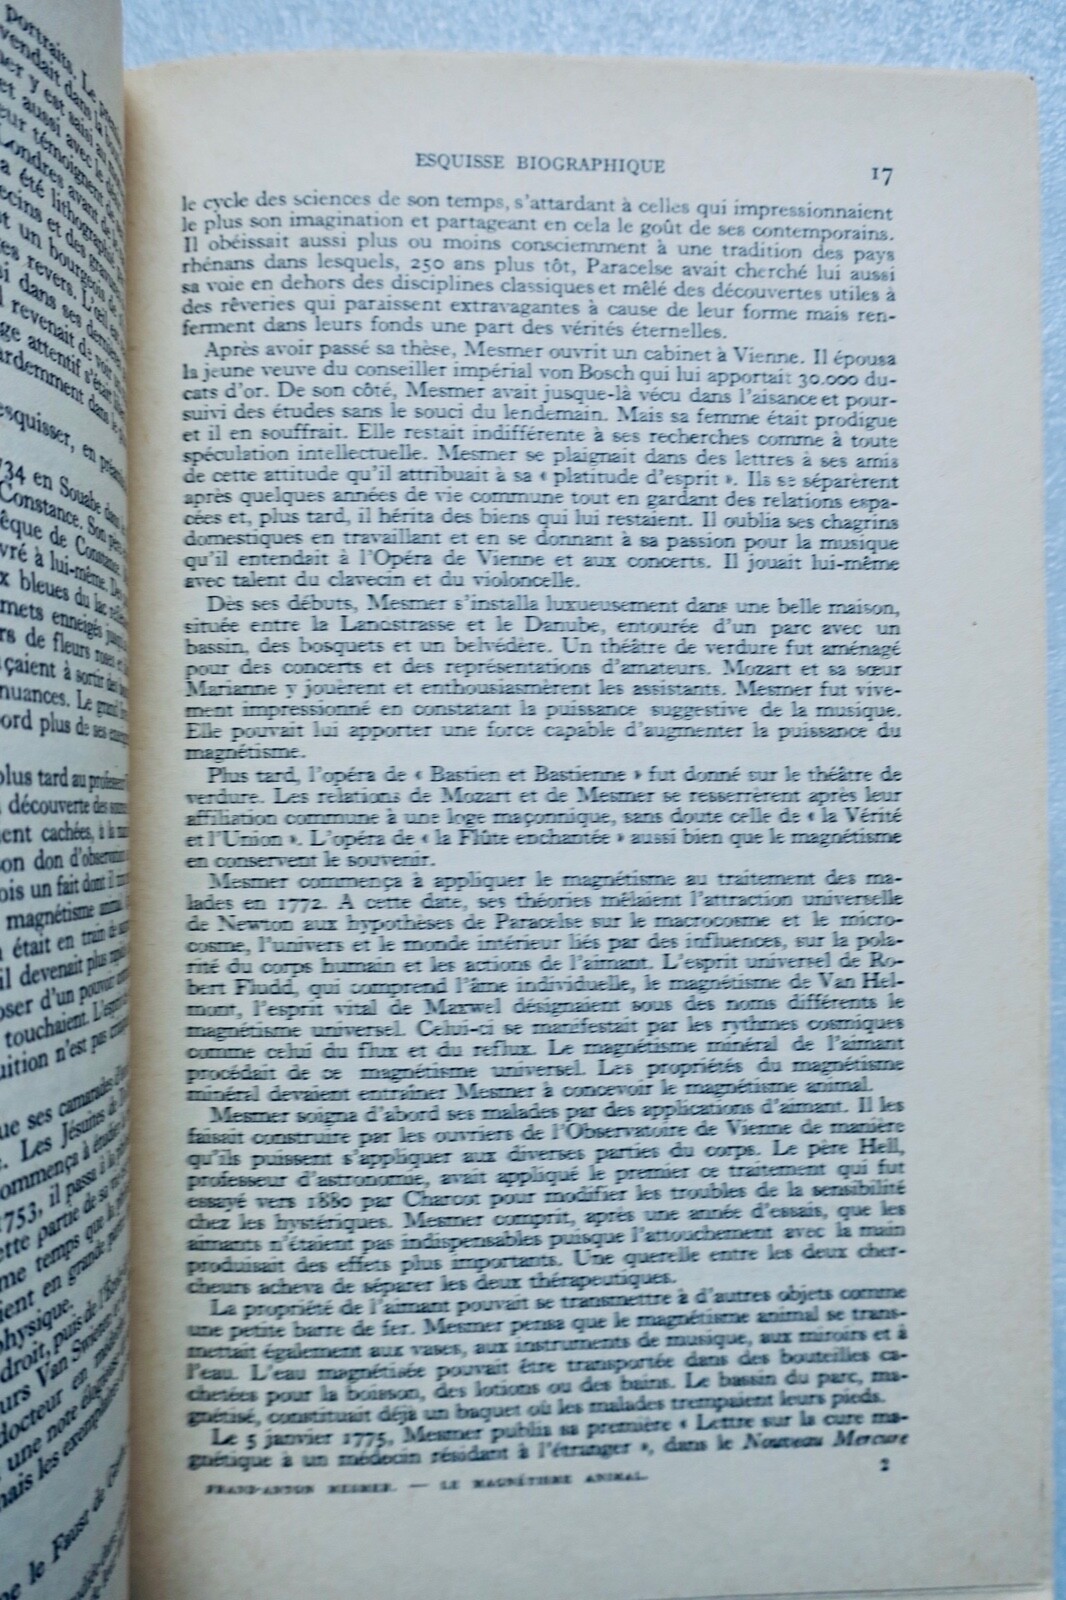 ESQUISSE BIOGRAPHIQUE 17
le cycle des sciences de son temps, s'attardant à celles qui impressionnaient
le plus son imagination et partageant en cela le goût de ses contemporains.
Il obéissait aussi plus ou moins consciemment à une tradition des pays
rhénans dans lesquels, 250 ans plus tôt, Paracelse avait cherché lui aussi
sa voie en dehors des disciplines classiques et mêlé des découvertes utiles à
des rêveries qui paraissent extravagantes à cause de leur forme mais ren-
ferment dans leurs fonds une part des vérités éternelles.
Après avoir passé sa thèse, Mesmer ouvrit un cabinet à Vienne. Il épousa
la jeune veuve du conseiller impérial von Bosch qui lui apportait 30.000 du-
cats d'or. De son côté, Mesmer avait jusque-là vécu dans l'aisance et pour-
suivi des études sans le souci du lendemain. Mais sa femme était prodigue
et il en souffrait. Elle restait indifférente à ses recherches comme à toute
spéculation intellectuelle. Mesmer se plaignait dans des lettres à ses amis
de cette attitude qu'il attribuait à sa « platitude d'esprit ». Ils se séparèrent
après quelques années de vie commune tout en gardant des relations espa-
cées et, plus tard, il hérita des biens qui lui restaient. Il oublia ses chagrins
domestiques en travaillant et en se donnant à sa passion pour la musique
qu'il entendait à l'Opéra de Vienne et aux concerts. Il jouait lui-même
avec talent du clavecin et du violoncelle.
Dès ses débuts, Mesmer s'installa luxueusement dans une belle maison,
située entre la Landstrasse et le Danube, entourée d'un parc avec un
bassin, des bosquets et un belvédère. Un théâtre de verdure fut aménagé
pour des concerts et des représentations d'amateurs. Mozart et sa sœur
Marianne y jouèrent et enthousiasmèrent les assistants. Mesmer fut vive-
ment impressionné en constatant la puissance suggestive de la musique.
Elle pouvait lui apporter une force capable d'augmenter la puissance du
magnétisme.
Plus tard, l'opéra de « Bastien et Bastienne » fut donné sur le théâtre de
verdure. Les relations de Mozart et de Mesmer se resserrèrent après leur
affiliation commune à une loge maçonnique, sans doute celle de « la Vérité
et l'Union ». L'opéra de « la Flûte enchantée » aussi bien que le magnétisme
en conservent le souvenir.
Mesmer commença à appliquer le magnétisme au traitement des ma-
lades en 1772. A cette date, ses théories mêlaient l'attraction universelle
de Newton aux hypothèses de Paracelse sur le macrocosme et le micro-
cosme, l'univers et le monde intérieur liés par des influences, sur la pola-
rité du corps humain et les actions de l'aimant. L'esprit universel de Ro-
bert Fludd, qui comprend l'âme individuelle, le magnétisme de Van Hel-
mont, l'esprit vital de Maxwel désignaient sous des noms différents le
magnétisme universel. Celui-ci se manifestait par les rythmes cosmiques
comme celui du flux et du reflux. Le magnétisme minéral de l'aimant
procédait de ce magnétisme universel. Les propriétés du magnétisme
minéral devaient entraîner Mesmer à concevoir le magnétisme animal.
Mesmer soigna d'abord ses malades par des applications d'aimant. Il les
faisait construire par les ouvriers de l'Observatoire de Vienne de manière
qu'ils puissent s'appliquer aux diverses parties du corps. Le père Hell,
professeur d'astronomie, avait appliqué le premier ce traitement qui fut
essayé vers 1880 par Charcot pour modifier les troubles de la sensibilité
chez les hystériques. Mesmer comprit, après une année d'essais, que les
aimants n'étaient pas indispensables puisque l'attouchement avec la main
produisait des effets plus importants. Une querelle entre les deux cher-
cheurs acheva de séparer les deux thérapeutiques.
La propriété de l'aimant pouvait se transmettre à d'autres objets comme
une petite barre de fer. Mesmer pensa que le magnétisme animal se trans-
mettait également aux vases, aux instruments de musique, aux miroirs et à
l'eau. L'eau magnétisée pouvait être transportée dans des bouteilles ca-
chetées pour la boisson, des lotions ou des bains. Le bassin du parc, ma-
gnétisé, constituait déjà un baquet où les malades trempaient leurs pieds.
Le 5 janvier 1775, Mesmer publia sa première « Lettre sur la cure ma-
gnétique à un médecin résidant à l'étranger », dans le Nouveau Mercure
FRANZ-ANTON MESMER. — LE MAGNÉTISME ANIMAL. 2